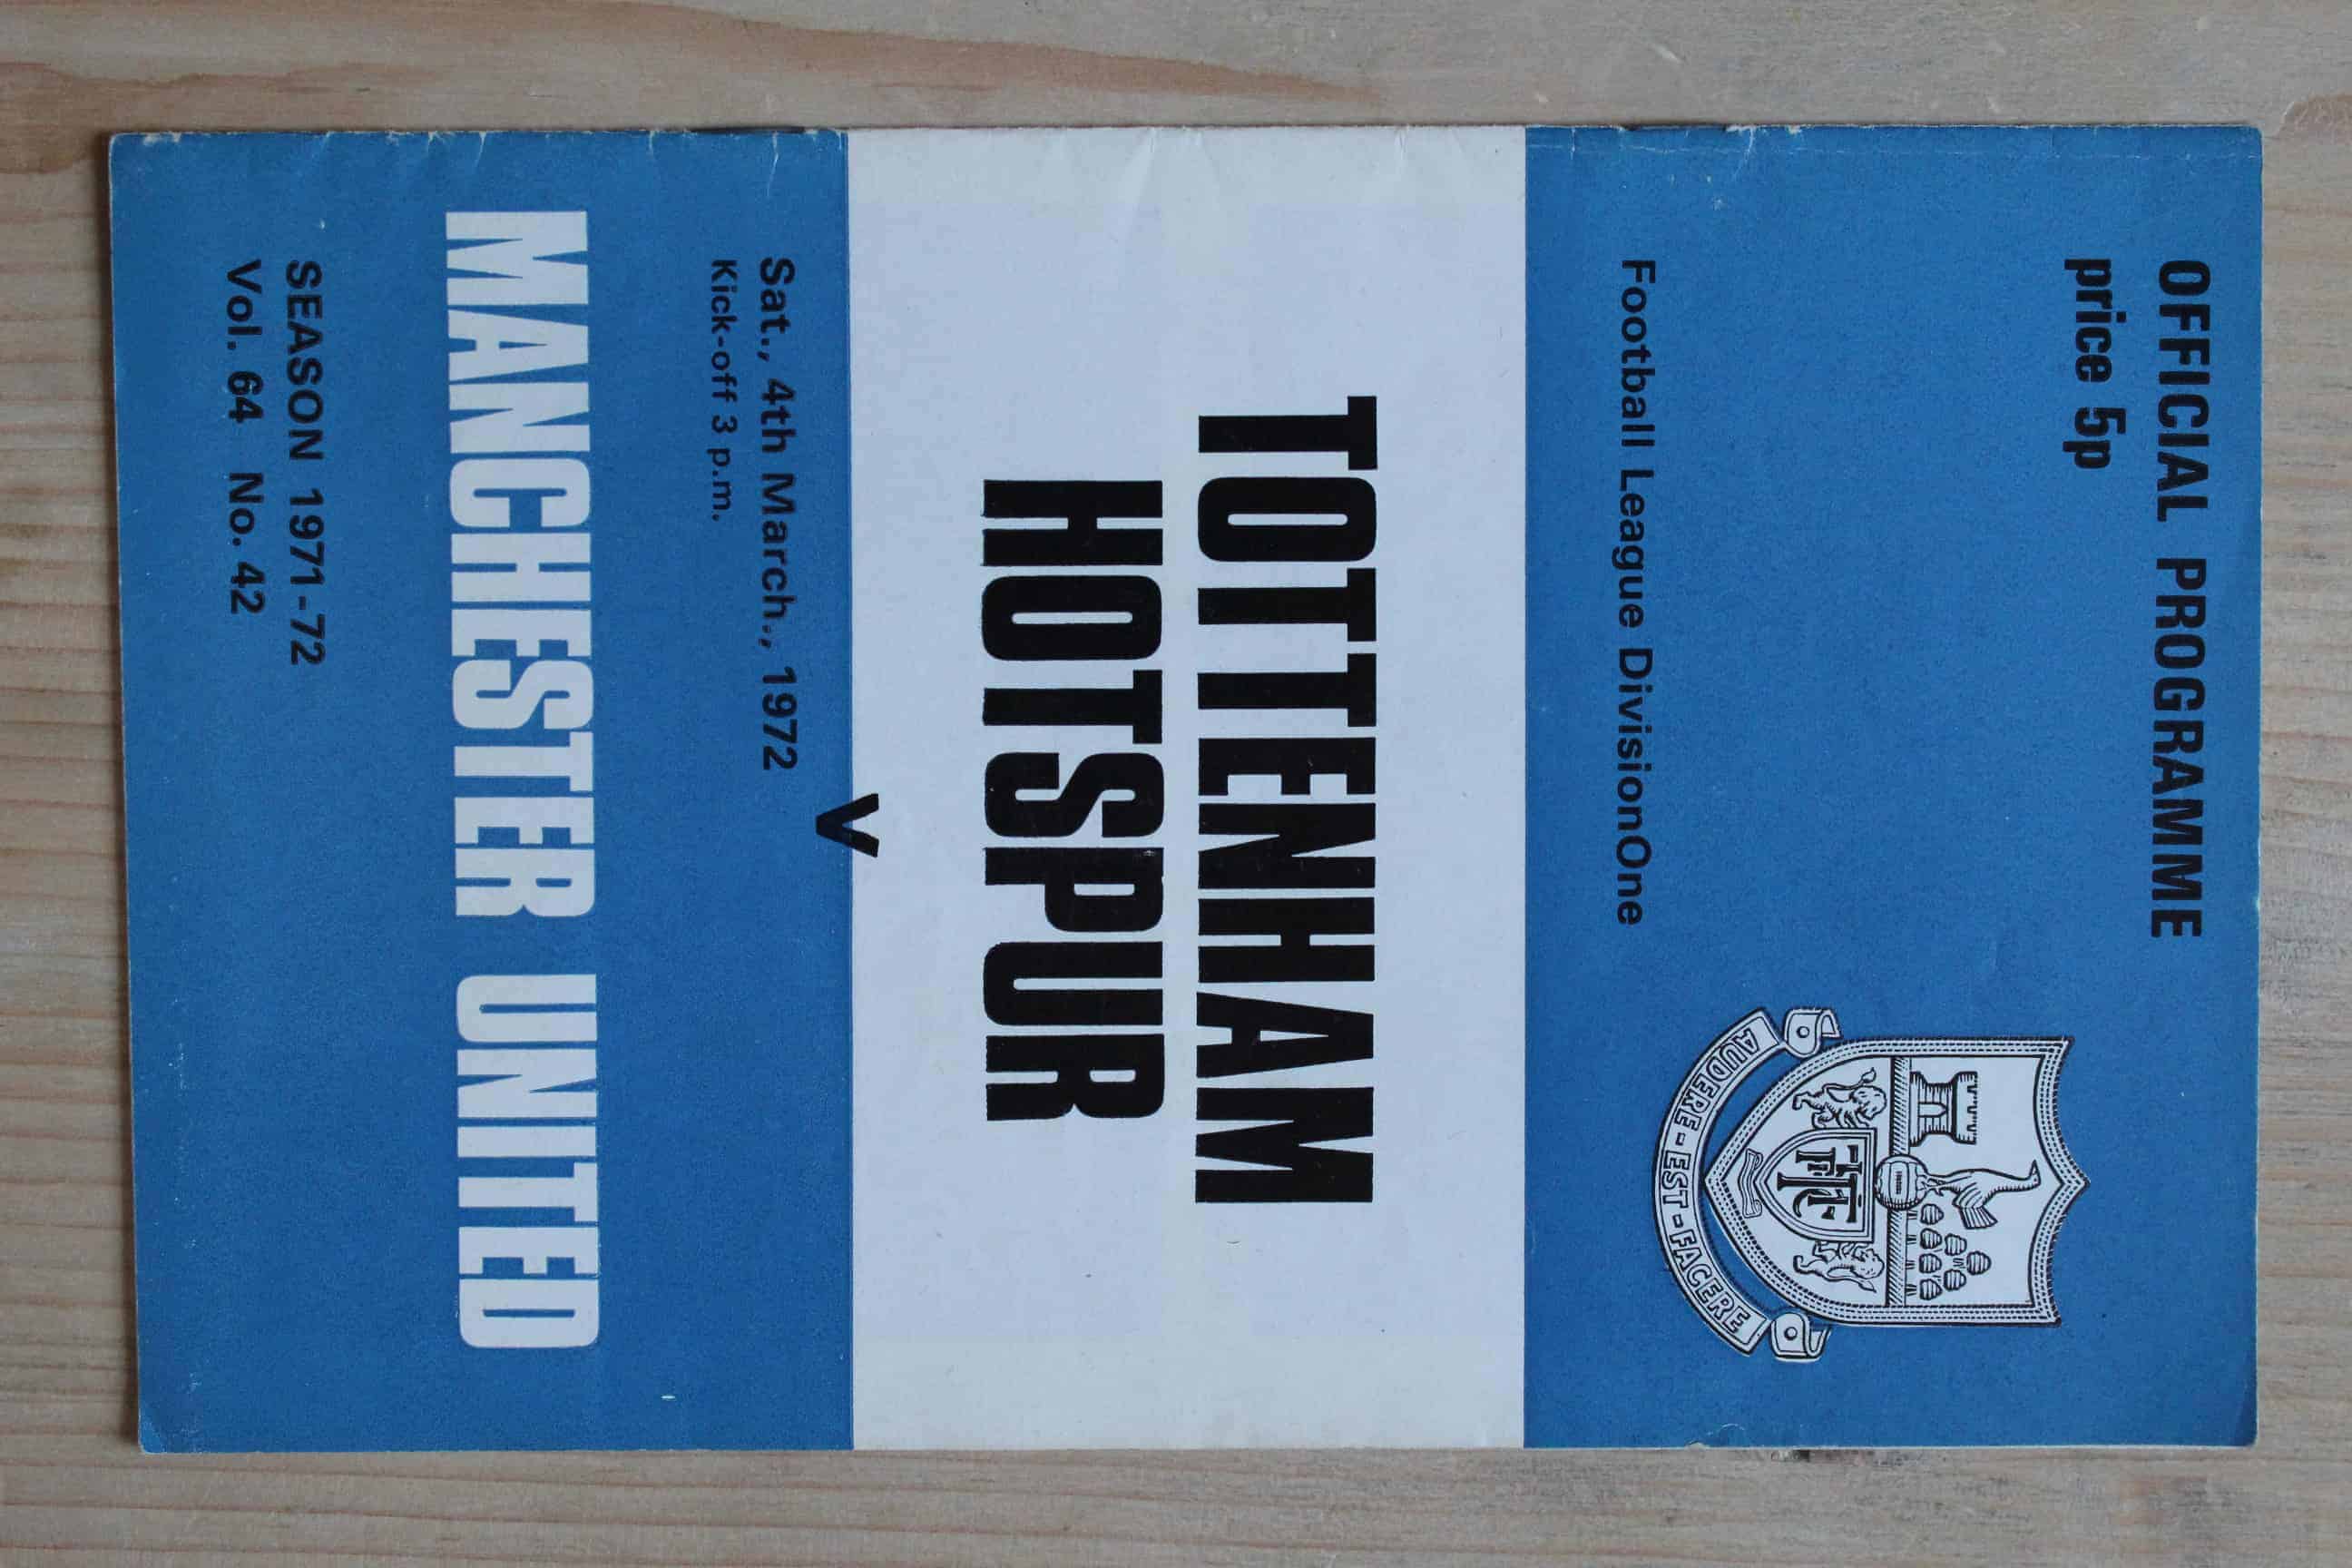 OFFICIAL PROGRAMME
price 5p
AUDERE-EST-FACERE
Football League DivisionOne
TOTTENHAM
HOTSPUR
v
Sat., 4th March., 1972
Kick-off 3 p.m.
MANCHESTER UNITED
SEASON 1971-72
Vol. 64 No. 42